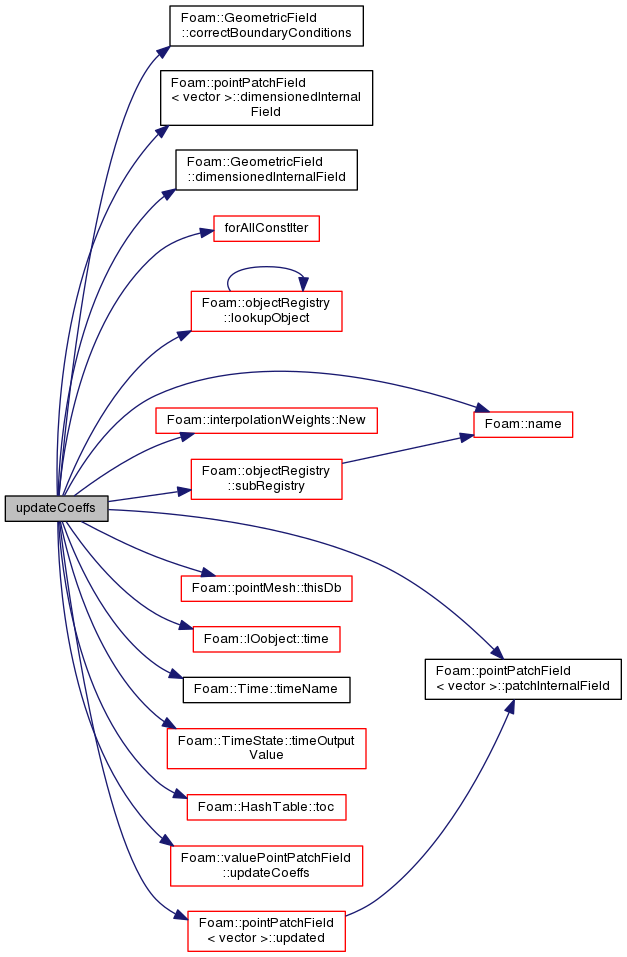 Foam::GeometricField
::correctBoundaryConditions
Foam::pointPatchField
< vector >::dimensionedInternal
Field
Foam::GeometricField
::dimensionedInternalField
forAllConstIter
Foam::objectRegistry
::lookupObject
Foam::interpolationWeights::New
Foam::name
Foam::objectRegistry
::subRegistry
updateCoeffs
Foam::pointMesh::thisDb
Foam::IOobject::time
Foam::pointPatchField
< vector >::patchInternalField
Foam::Time::timeName
Foam::TimeState::timeOutput
Value
Foam::HashTable::toc
Foam::valuePointPatchField
::updateCoeffs
Foam::pointPatchField
< vector >::updated